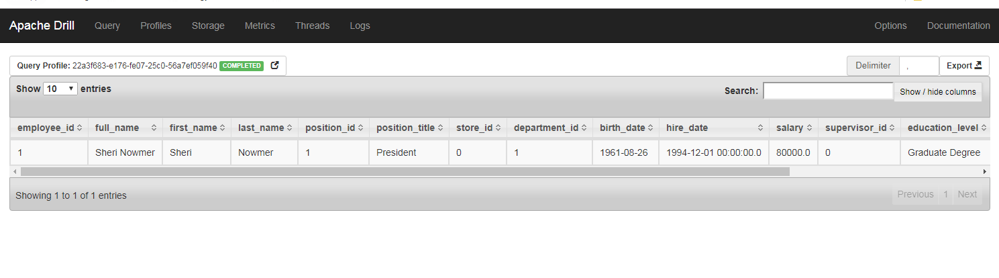 Apache Drill Query Profiles Storage Metrics Threads Logs Options Documentation
Query Profile: 22a3f683-e176-fe07-25c0-56a7ef059f40 COMPLETED Delimiter , Export
Show 10 entries Search: Show / hide columns
employee_id full_name first_name last_name position_id position_title store_id department_id birth_date hire_date salary supervisor_id education_level
1 Sheri Nowmer Sheri Nowmer 1 President 0 1 1961-08-26 1994-12-01 00:00:00.0 80000.0 0 Graduate Degree
Showing 1 to 1 of 1 entries Previous 1 Next